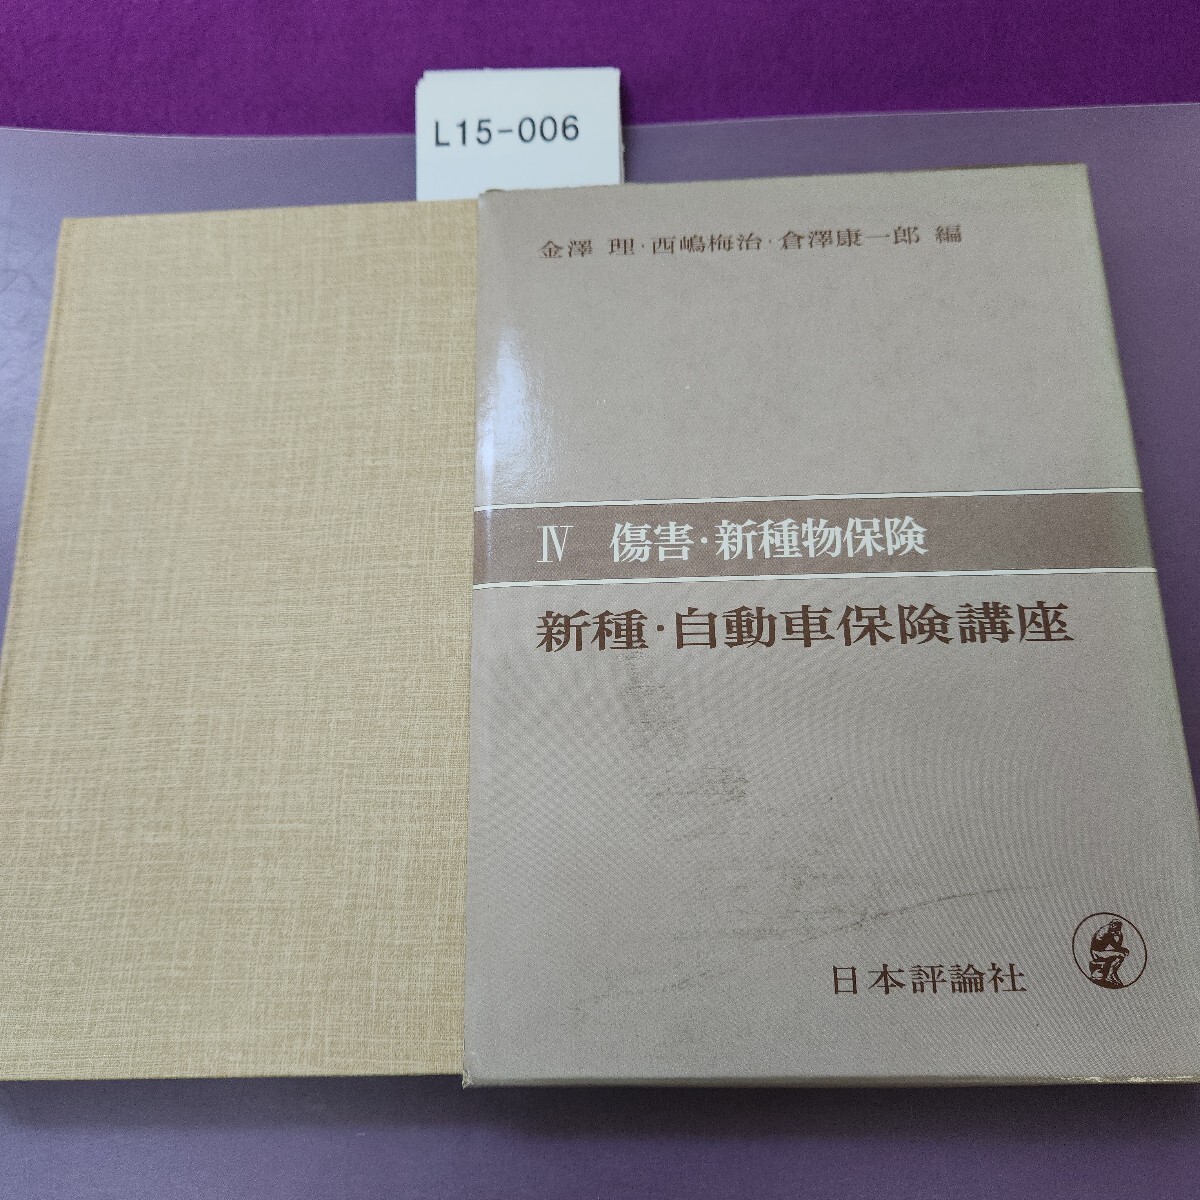 L15-006
金澤 理・西嶋梅治・倉澤康一郎 編
Ⅳ 傷害・新種物保険
新種・自動車保険講座
日本評論社